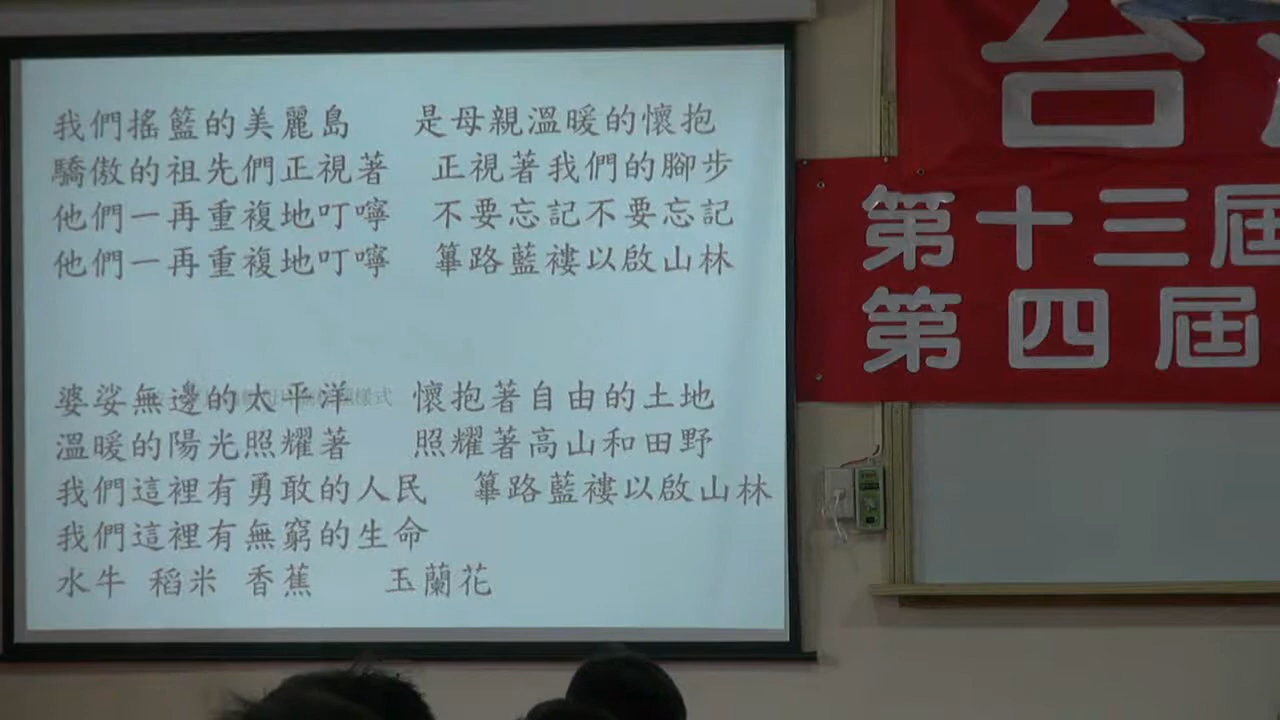 我們搖籃的美麗島　是母親溫暖的懷抱
驕傲的祖先們正視著　正視著我們的腳步
他們一再重複地叮嚀　不要忘記不要忘記
他們一再重複地叮嚀　篳路藍褸以啟山林
婆娑無邊的太平洋　懷抱著自由的土地
溫暖的陽光照耀著　照耀著高山和田野
我們這裡有勇敢的人民　篳路藍褸以啟山林
我們這裡有無窮的生命
水牛 稻米 香蕉　玉蘭花
台
第十三屆
第四屆